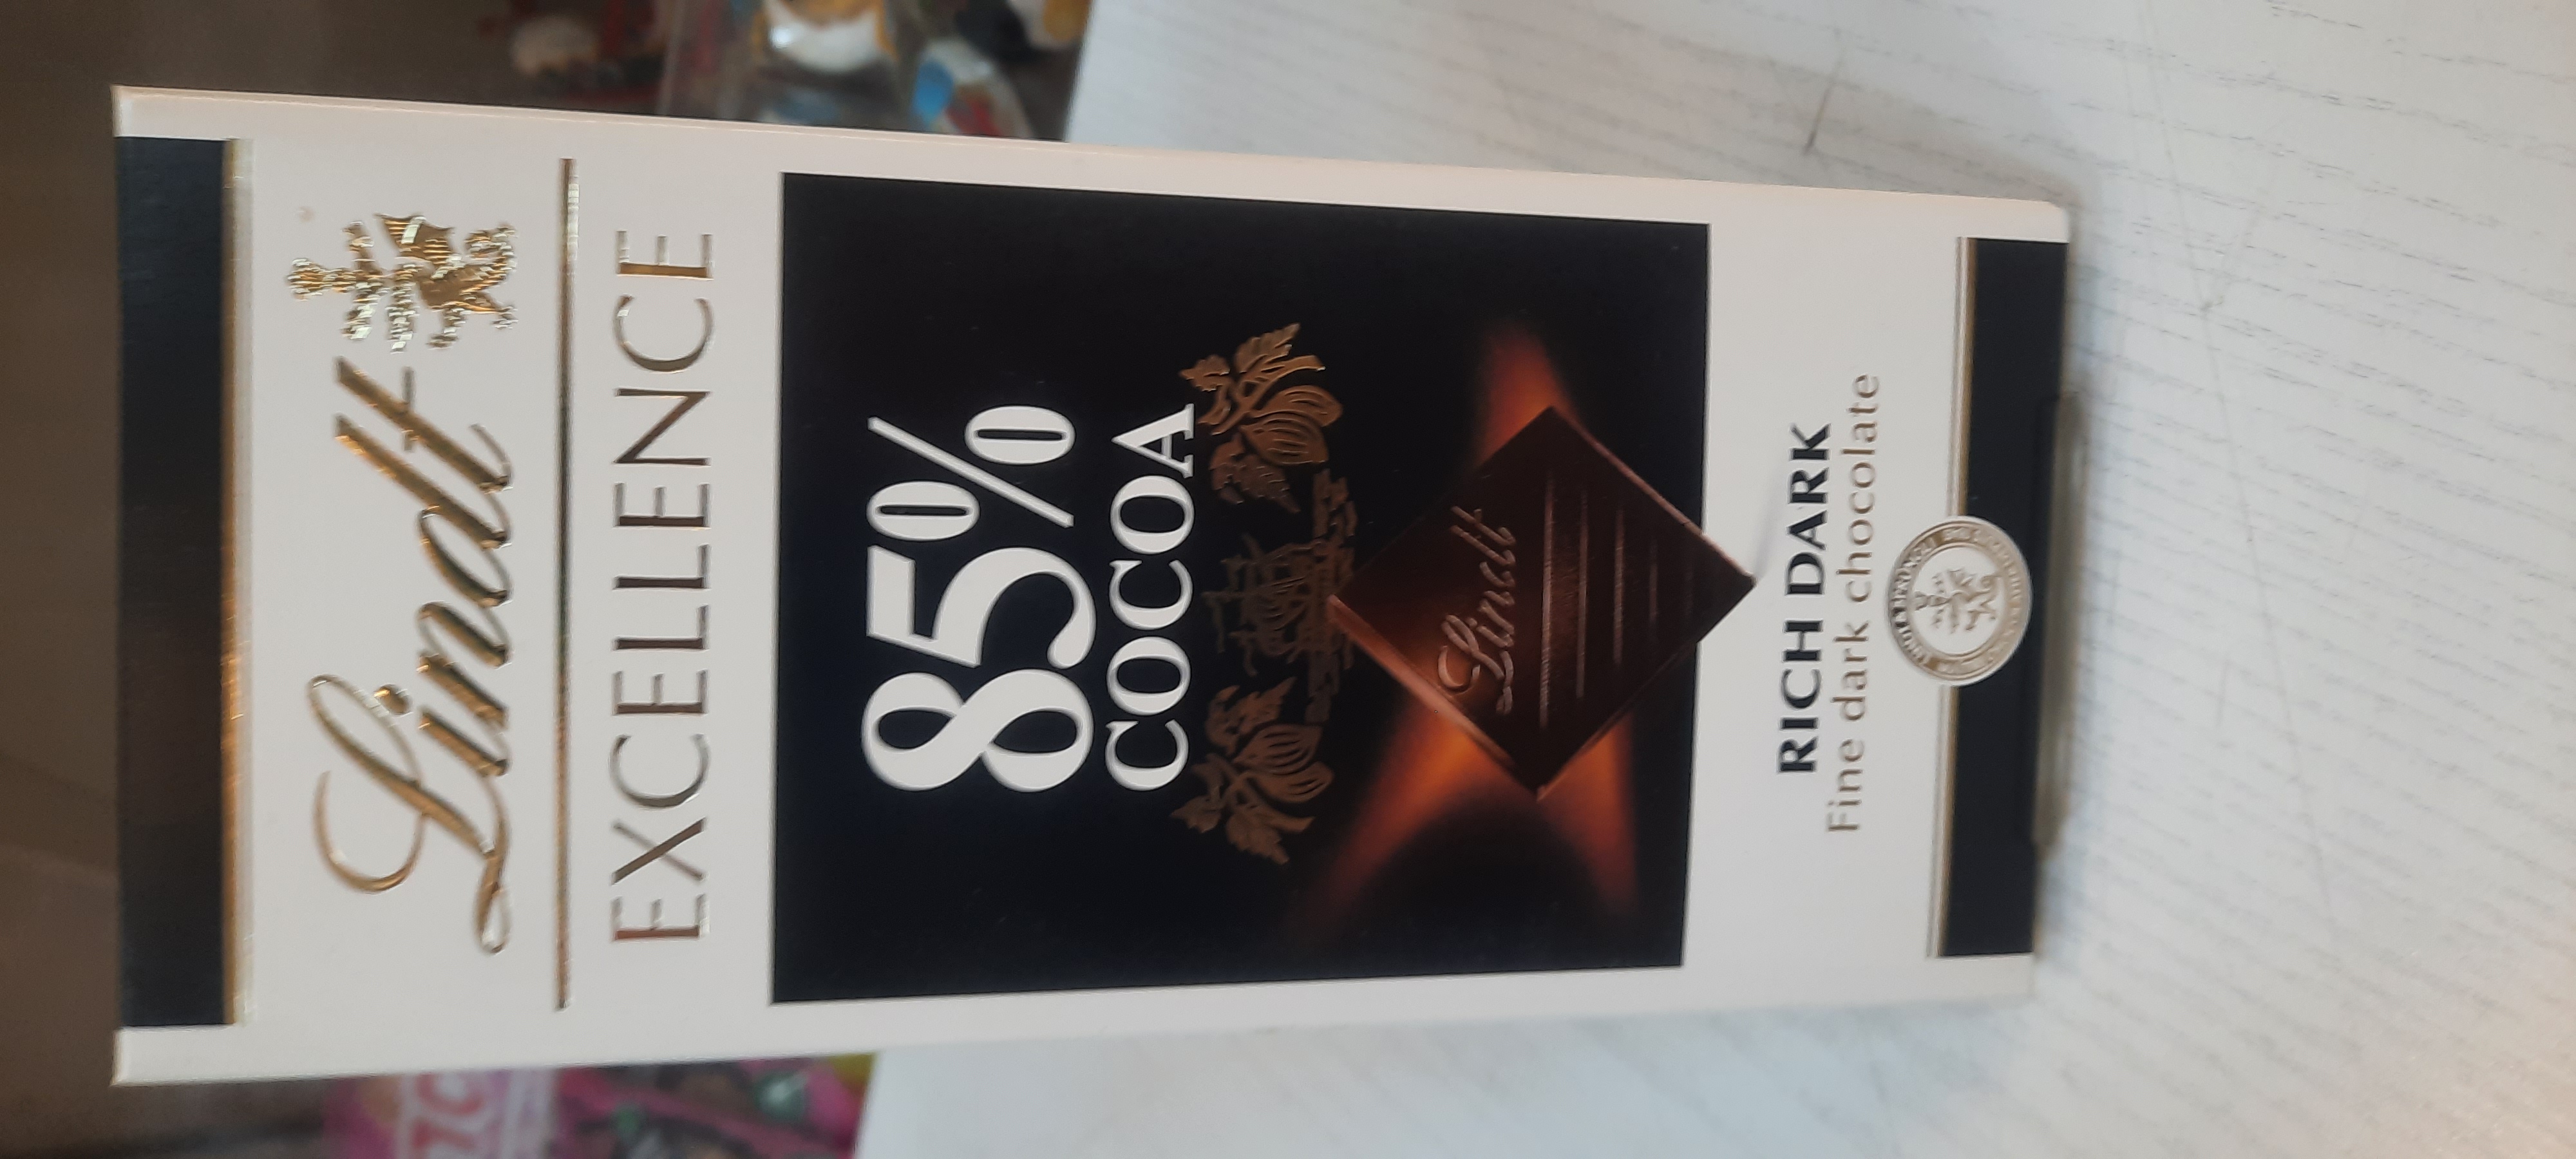 Lindt
EXCELLENCE
85%
COCOA
Lindt
RICH DARK
Fine dark chocolate